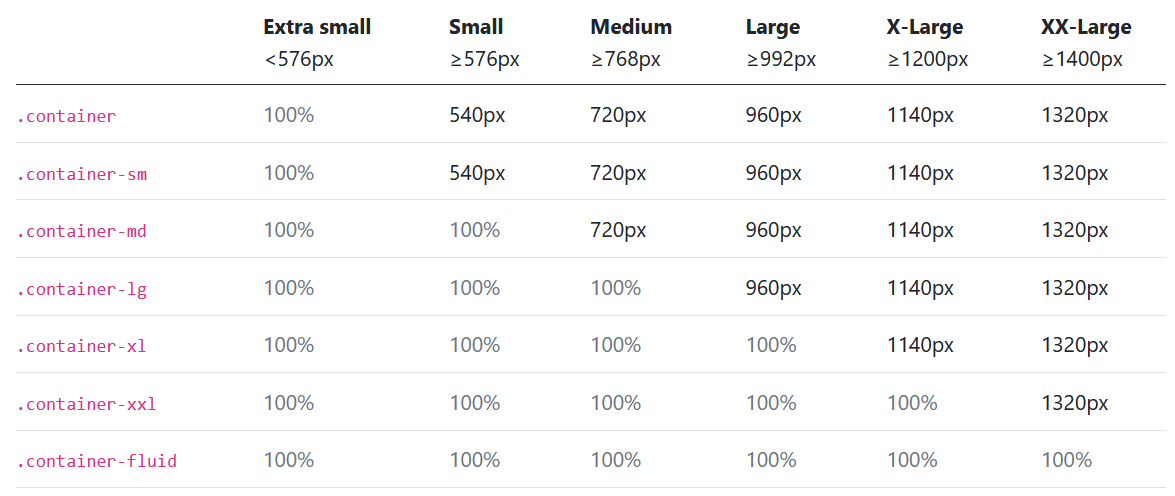 Extra small Small Medium Large X-Large XX-Large
<576px ≥576px ≥768px ≥992px ≥1200px ≥1400px
.container 100% 540px 720px 960px 1140px 1320px
.container-sm 100% 540px 720px 960px 1140px 1320px
.container-md 100% 100% 720px 960px 1140px 1320px
.container-lg 100% 100% 100% 960px 1140px 1320px
.container-xl 100% 100% 100% 100% 1140px 1320px
.container-xxl 100% 100% 100% 100% 100% 1320px
.container-fluid 100% 100% 100% 100% 100% 100%